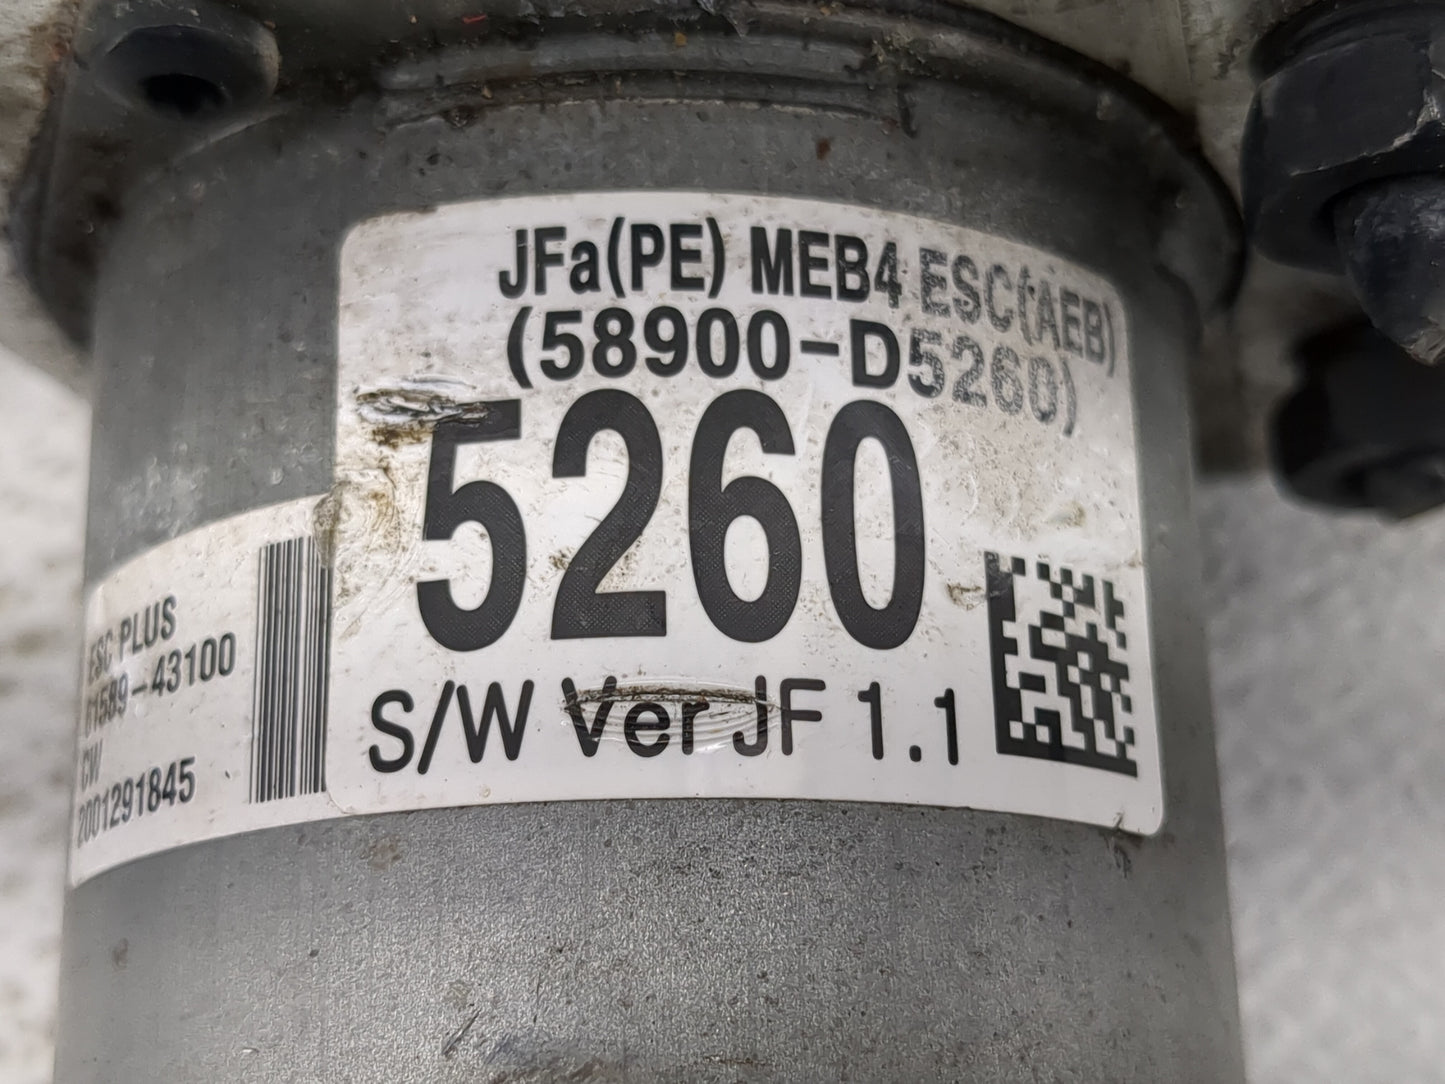 JFa(PE) MEB4 ESC(AEB)
(58900-D5260)
5260
S/W Ver JF 1.1
ESC PLUS
01589-43100
CW
2001291845